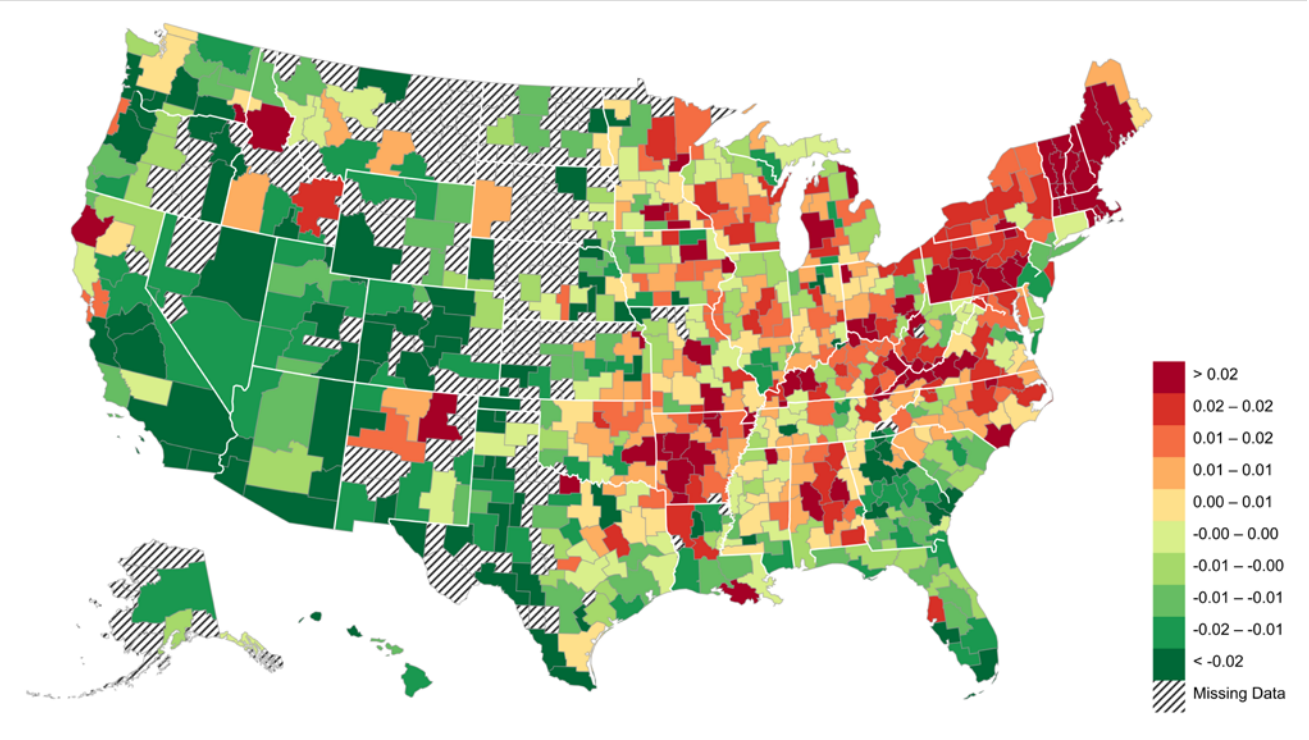 > 0.02
0.02 – 0.02
0.01 – 0.02
0.01 – 0.01
0.00 – 0.01
-0.00 – 0.00
-0.01 – -0.00
-0.01 – -0.01
-0.02 – -0.01
< -0.02
Missing Data